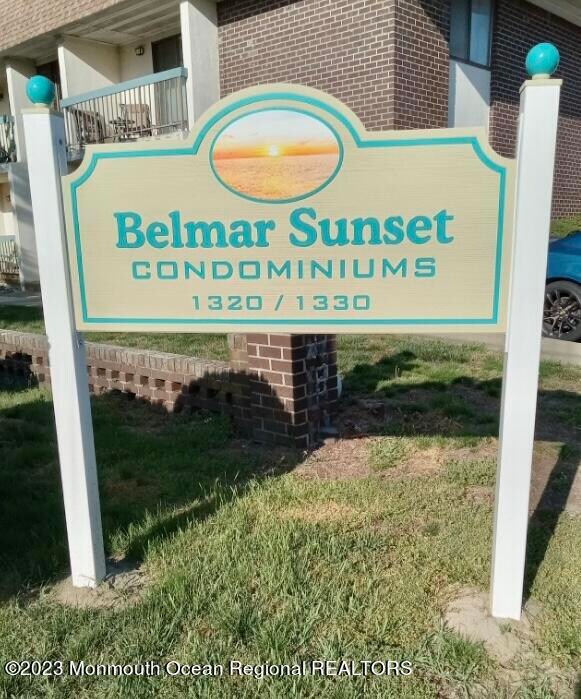 Belmar Sunset
CONDOMINIUMS
1320 / 1330
©2023 Monmouth Ocean Regional REALTORS